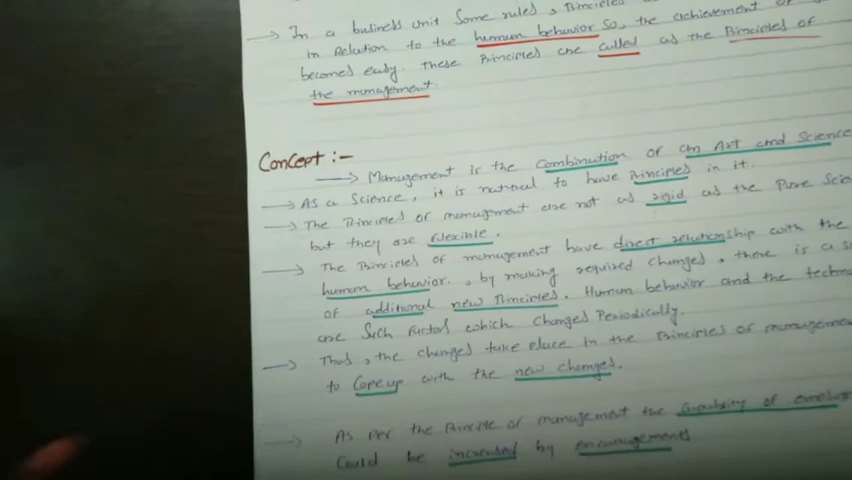 → In a business unit some rules, Principles
in Relation to the human behavior so, the achievement of
becomes easy. These Principles are called as the Principles of
the management.
Concept :-
→ Management is the Combination of an Art and Science
→ As a Science, it is natural to have Principles in it.
→ The Principles of management are not as rigid as the Pure
but they are flexible.
→ The Principles of management have direct relationship with the
human behavior, by making required changes, there is a
of additional new Principles. Human behavior and the
are Such factors which changes Periodically.
→ Thus, the changes take place in the Principles of
to Cope up with the new changes.
→ As per the Principle of management the Capability of
Could be increased by encouragements.